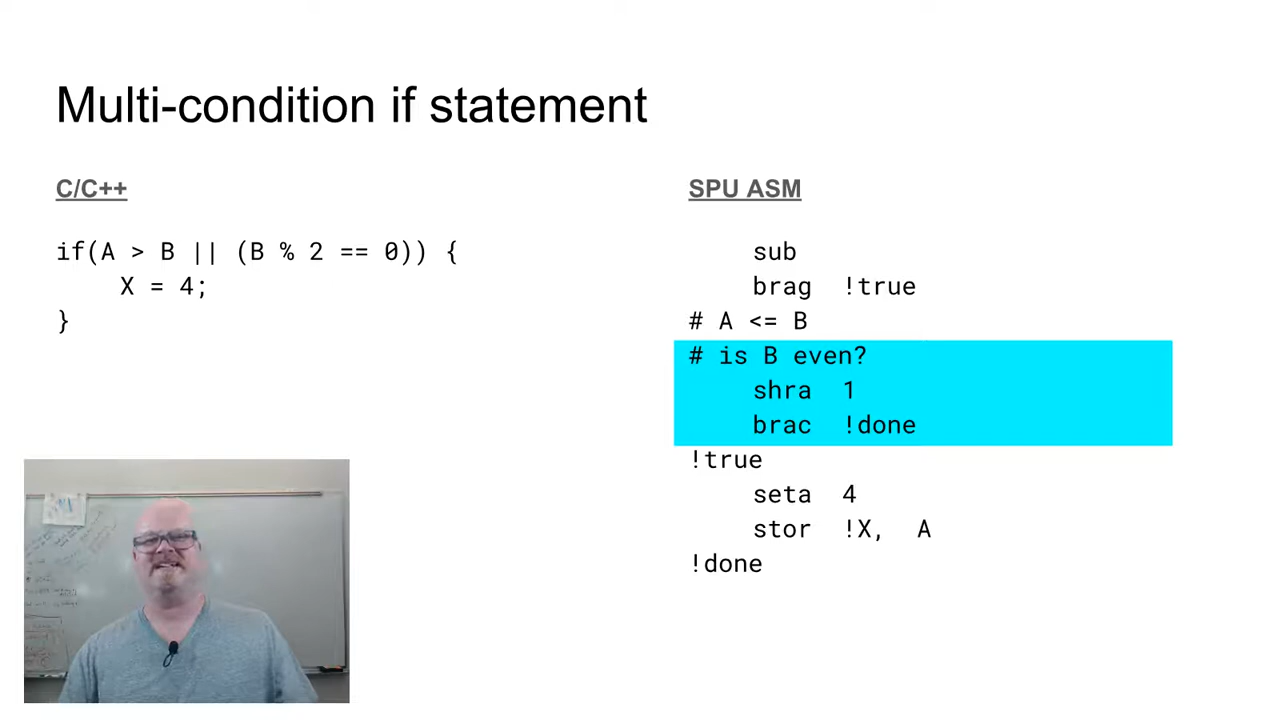 Multi-condition if statement
C/C++
if(A > B || (B % 2 == 0)) {
X = 4;
}
SPU ASM
sub
brag !true
# A <= B
# is B even?
shra 1
brac !done
!true
seta 4
stor !X, A
!done